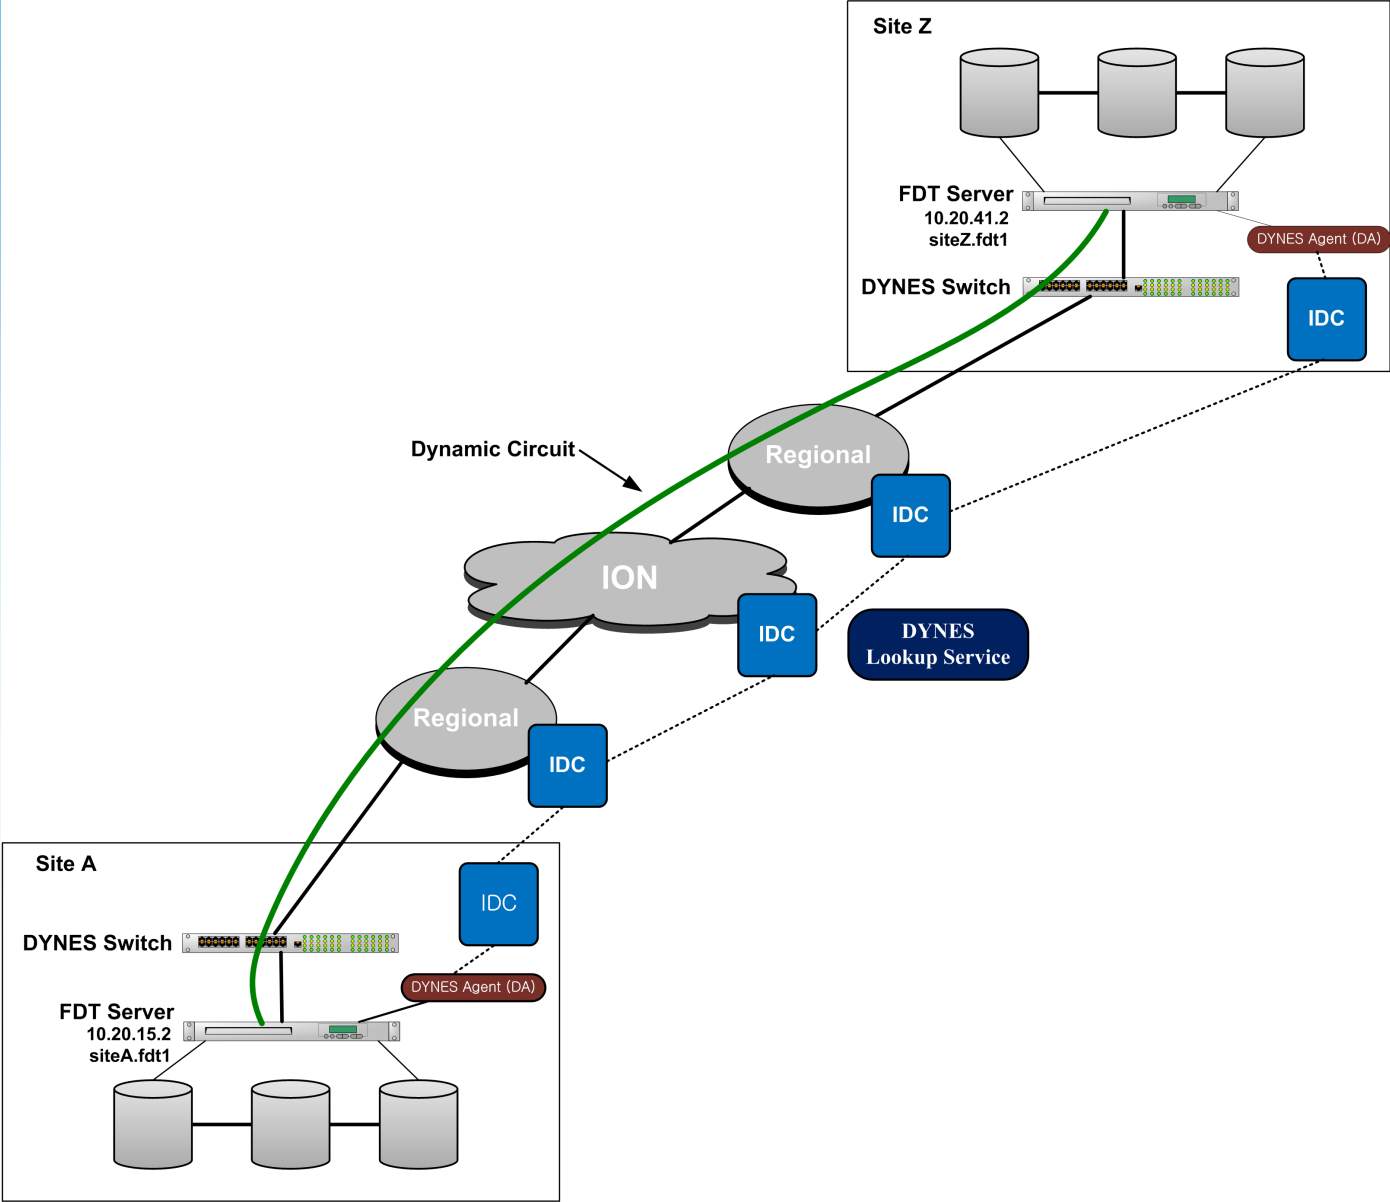 Site Z
FDT Server
10.20.41.2
siteZ.fdt1
DYNES Agent (DA)
DYNES Switch
IDC
Dynamic Circuit
Regional
IDC
ION
IDC
DYNES
Lookup Service
Regional
IDC
Site A
IDC
DYNES Switch
DYNES Agent (DA)
FDT Server
10.20.15.2
siteA.fdt1